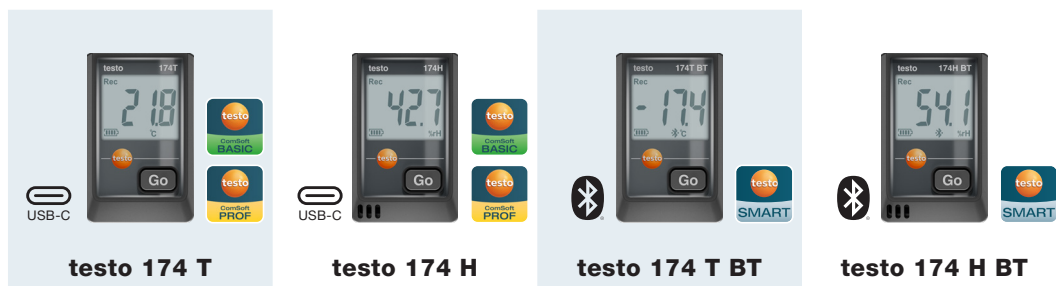 testo 174T
Rec
21.8
°C
testo
Go
USB-C
testo
ComSoft
BASIC
testo
ComSoft
PROF
testo 174 T
testo 174H
Rec
42.7
%rH
testo
Go
USB-C
testo
ComSoft
BASIC
testo
ComSoft
PROF
testo 174 H
testo 174T BT
Rec
-17.4
°C
testo
Go
testo
SMART
testo 174 T BT
testo 174H BT
Rec
54.1
%rH
testo
Go
testo
SMART
testo 174 H BT